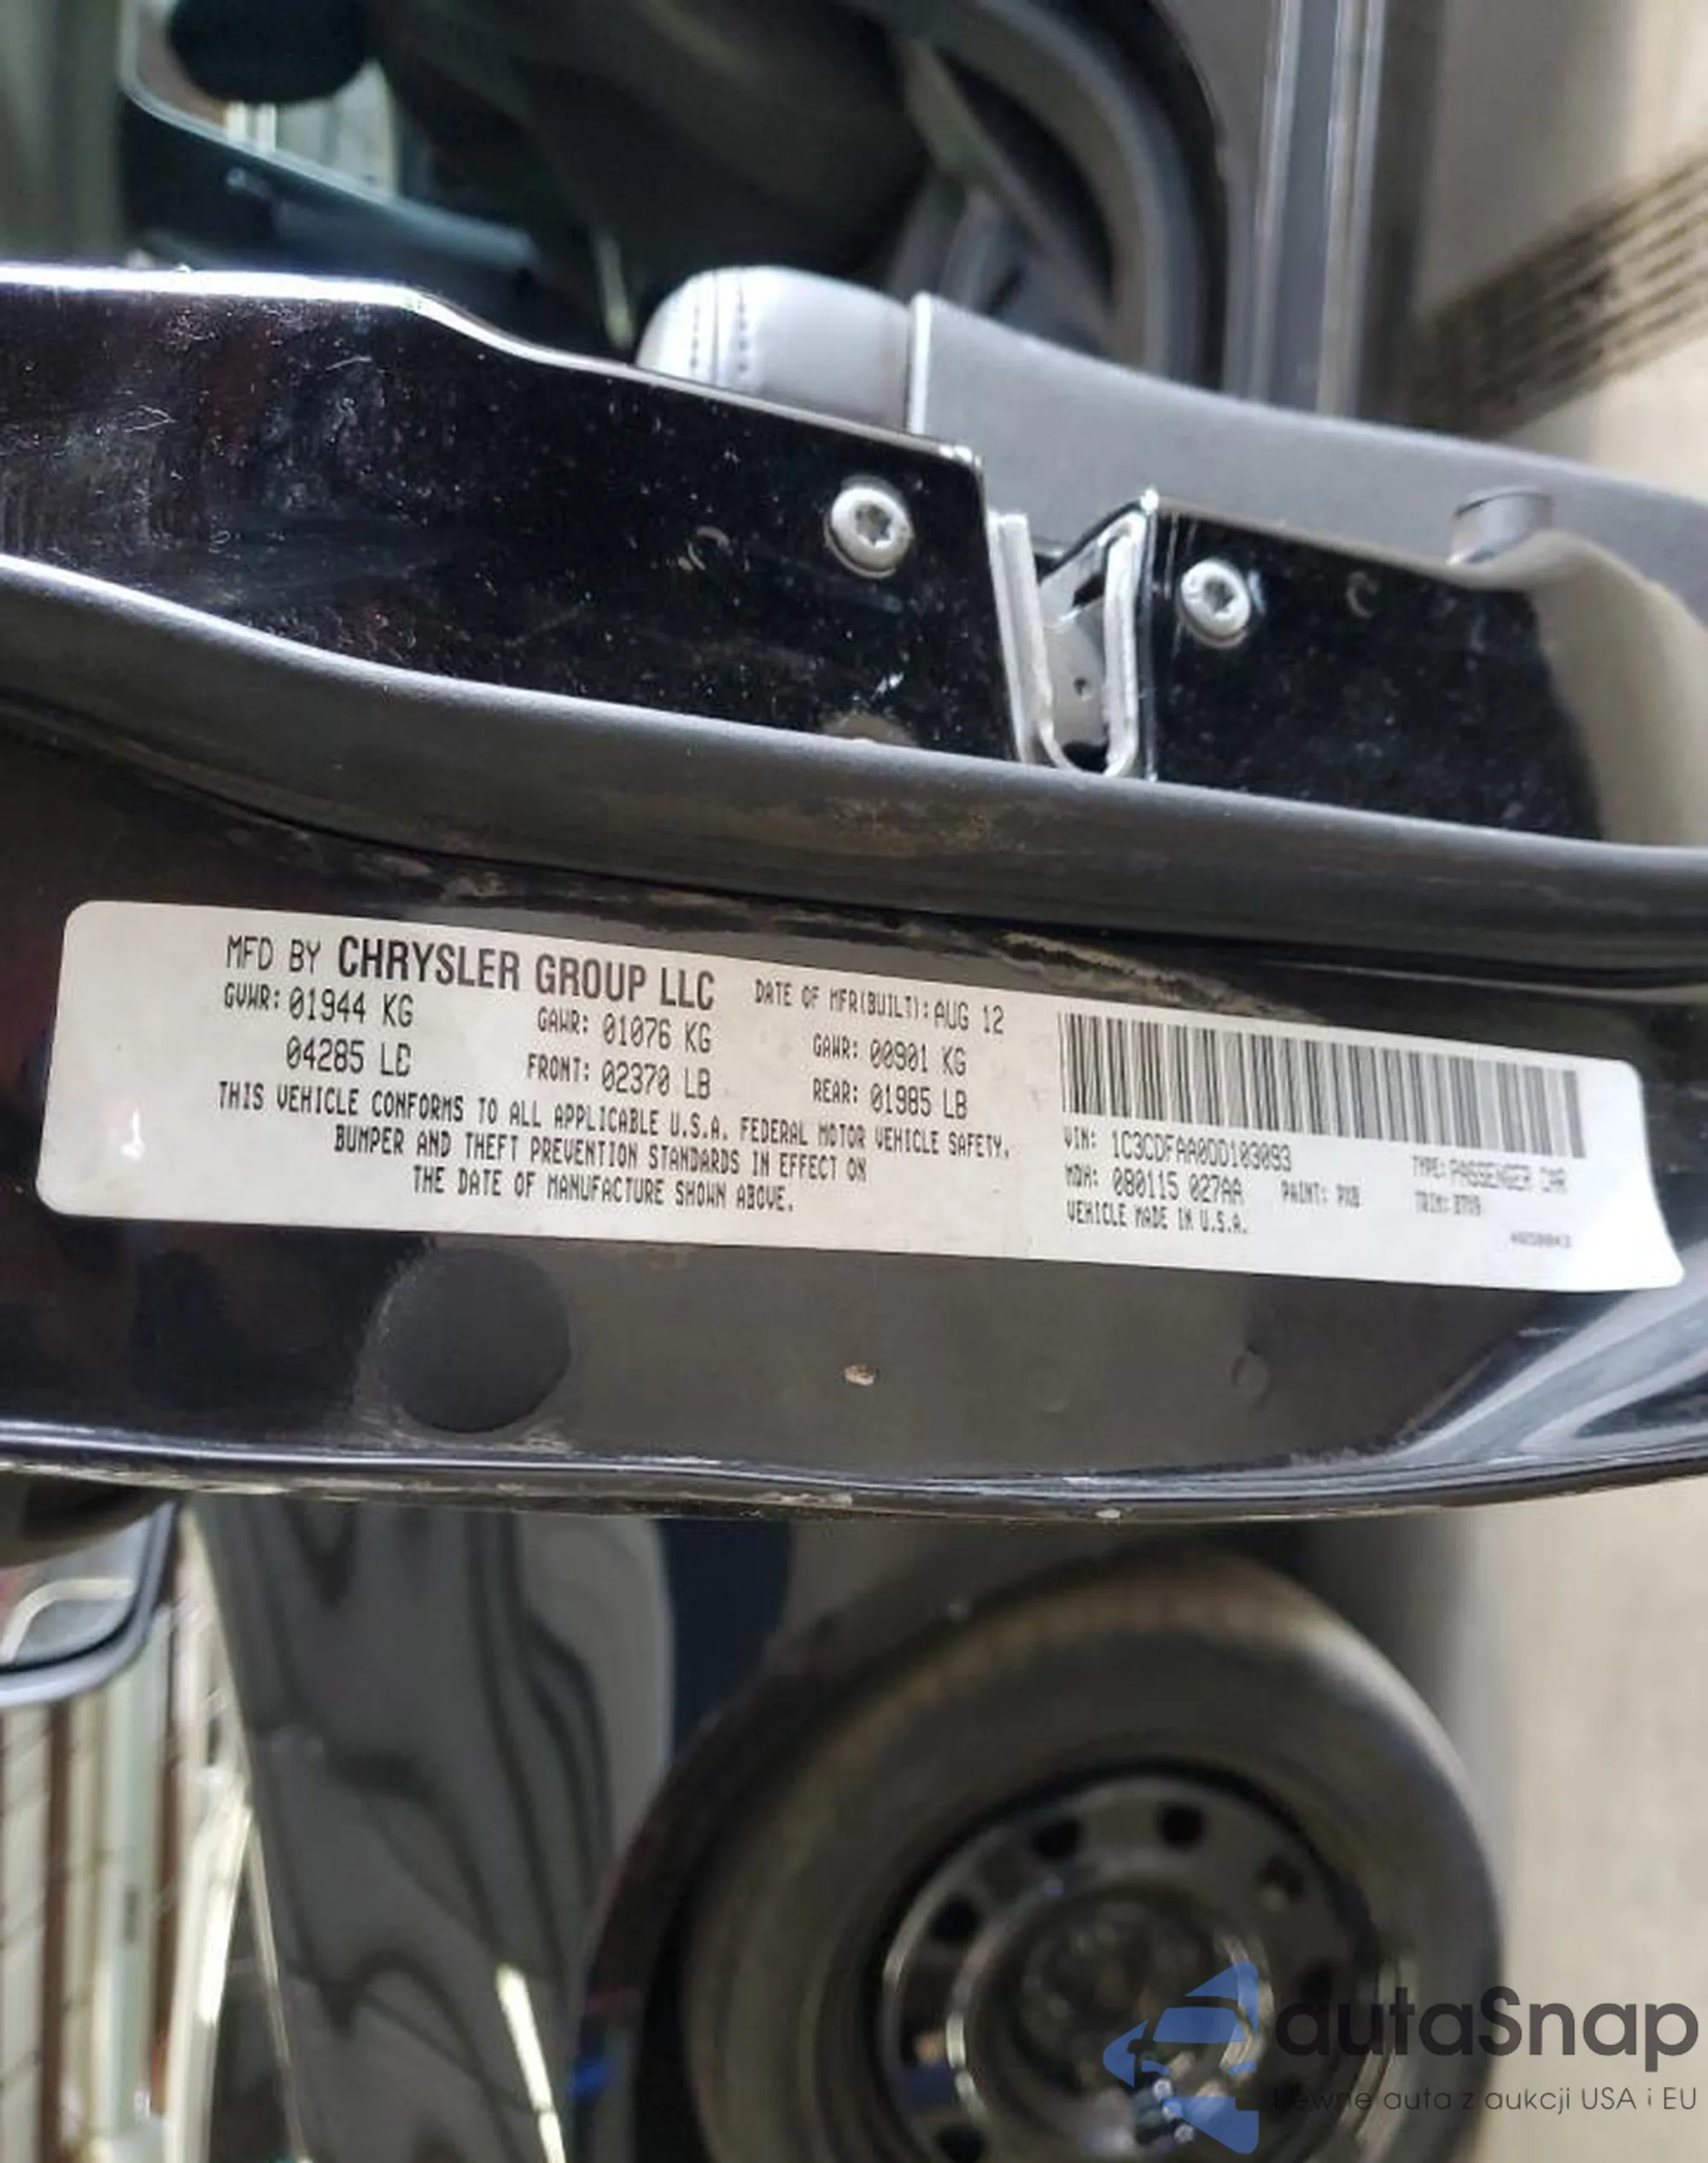 MFD BY CHRYSLER GROUP LLC DATE OF MFR(BUILT): AUG 12
GVWR: 01944 KG GAWR: 01076 KG GAWR: 00901 KG
04285 LB FRONT: 02370 LB REAR: 01985 LB
THIS VEHICLE CONFORMS TO ALL APPLICABLE U.S.A. FEDERAL MOTOR VEHICLE SAFETY,
BUMPER AND THEFT PREVENTION STANDARDS IN EFFECT ON
THE DATE OF MANUFACTURE SHOWN ABOVE.
VIN: 1C3CDFAA0DD103093 TYPE: PASSENGER CAR
MDH: 080115 027AA PAINT: PXB TRIM:
VEHICLE MADE IN U.S.A.
autaSnap
Pewne auta z aukcji USA i EU